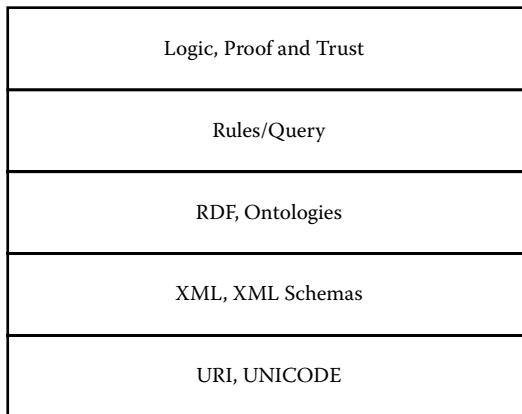 Logic, Proof and Trust
Rules/Query
RDF, Ontologies
XML, XML Schemas
URI, UNICODE